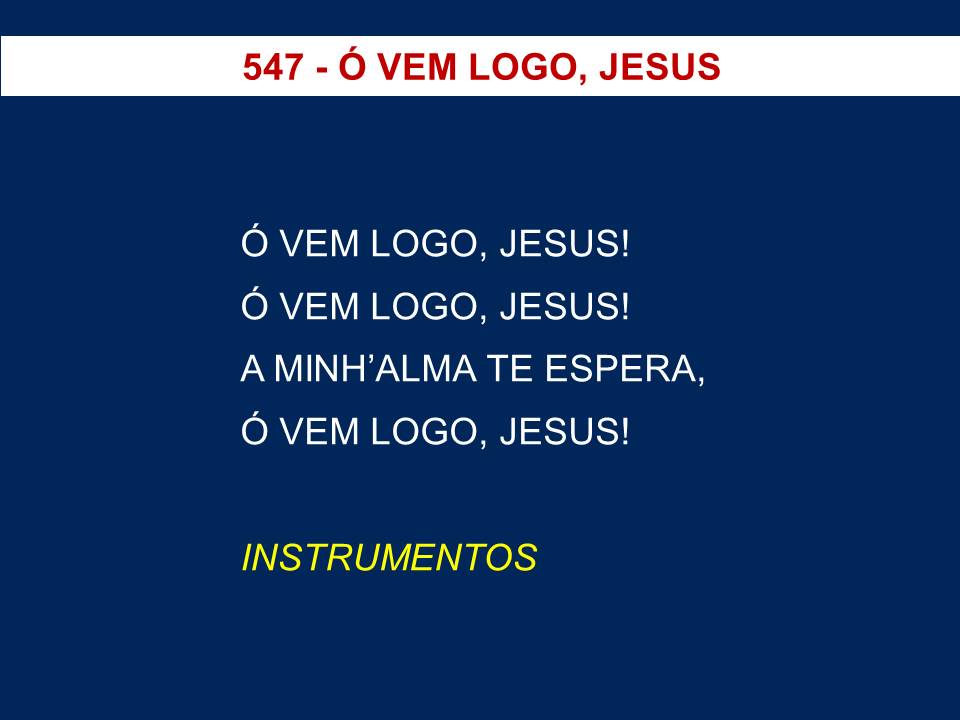 547 - Ó VEM LOGO, JESUS
Ó VEM LOGO, JESUS!
Ó VEM LOGO, JESUS!
A MINH’ALMA TE ESPERA,
Ó VEM LOGO, JESUS!
INSTRUMENTOS